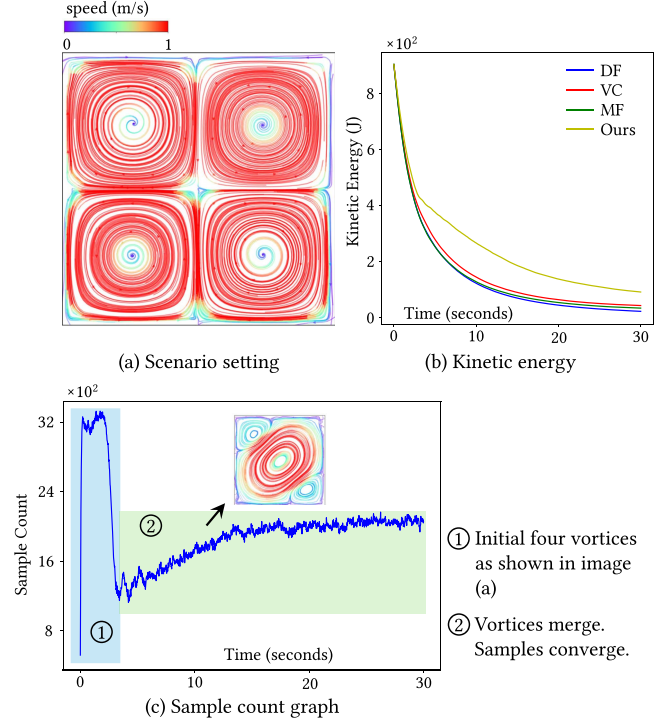 speed (m/s)
0 1
(a) Scenario setting
×10²
8
6
4
2
0
Kinetic Energy (J)
DF
VC
MF
Ours
Time (seconds)
0 10 20 30
(b) Kinetic energy
×10²
32
24
16
8
Sample Count
①
②
Time (seconds)
0 10 20 30
(c) Sample count graph
① Initial four vortices
as shown in image
(a)
② Vortices merge.
Samples converge.